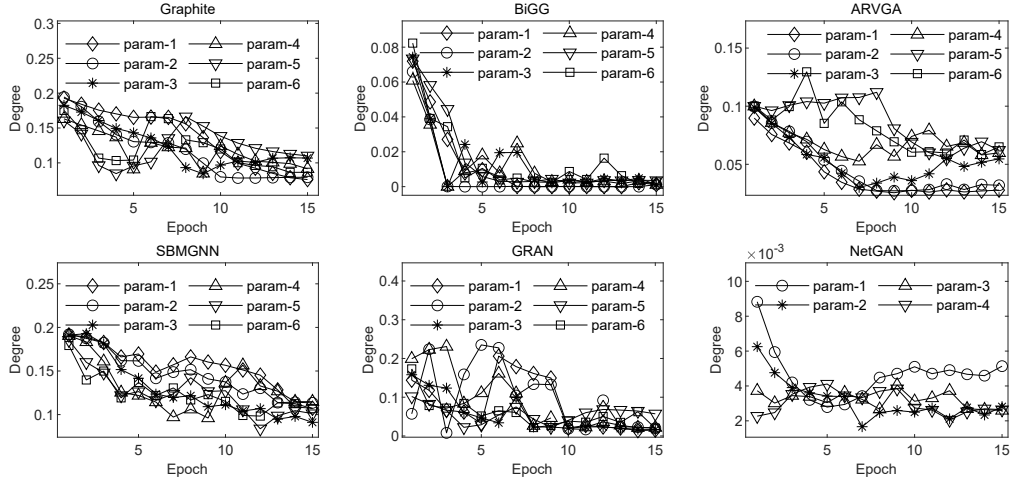 Graphite
0.3
0.25
0.2
0.15
0.1
Degree
param-1 param-4
param-2 param-5
param-3 param-6
5 10 15
Epoch
BiGG
0.08
0.06
0.04
0.02
0
Degree
param-1 param-4
param-2 param-5
param-3 param-6
5 10 15
Epoch
ARVGA
0.15
0.1
0.05
Degree
param-1 param-4
param-2 param-5
param-3 param-6
5 10 15
Epoch
SBMGNN
0.25
0.2
0.15
0.1
Degree
param-1 param-4
param-2 param-5
param-3 param-6
5 10 15
Epoch
GRAN
0.4
0.3
0.2
0.1
0
Degree
param-1 param-4
param-2 param-5
param-3 param-6
5 10 15
Epoch
NetGAN
×10⁻³
10
8
6
4
2
Degree
param-1 param-3
param-2 param-4
5 10 15
Epoch